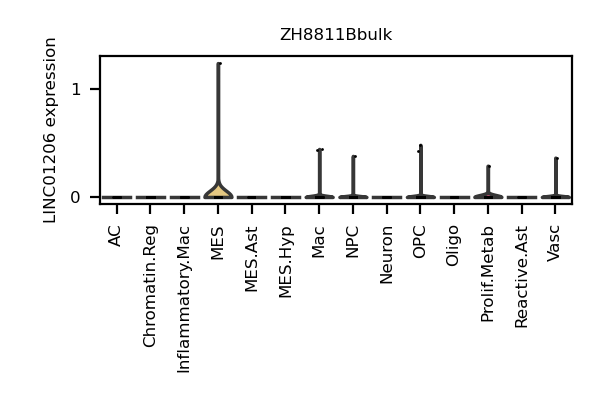 ZH8811Bbulk
LINC01206 expression
1
0
AC
Chromatin.Reg
Inflammatory.Mac
MES
MES.Ast
MES.Hyp
Mac
NPC
Neuron
OPC
Oligo
Prolif.Metab
Reactive.Ast
Vasc